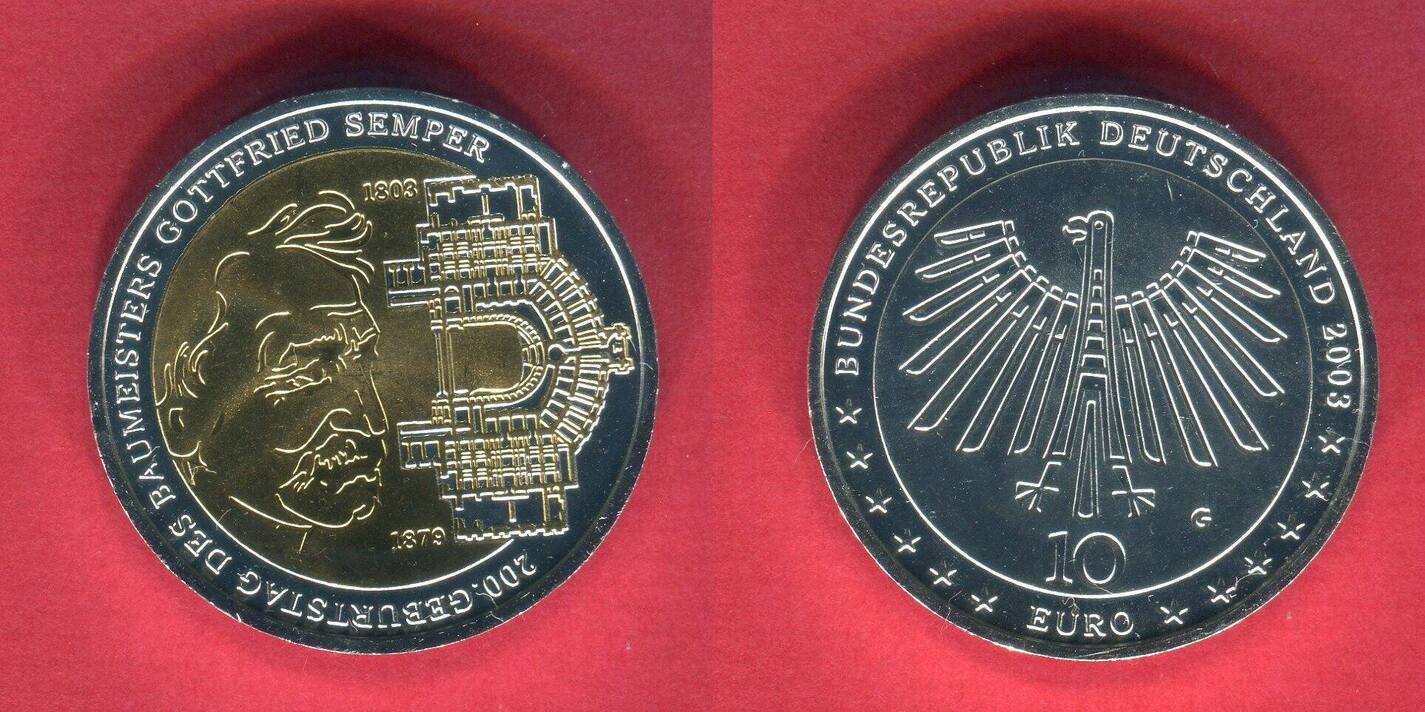 200. GEBURTSTAG DES BAUMEISTERS GOTTFRIED SEMPER
1803
1879
BUNDESREPUBLIK DEUTSCHLAND 2003
G
10
EURO